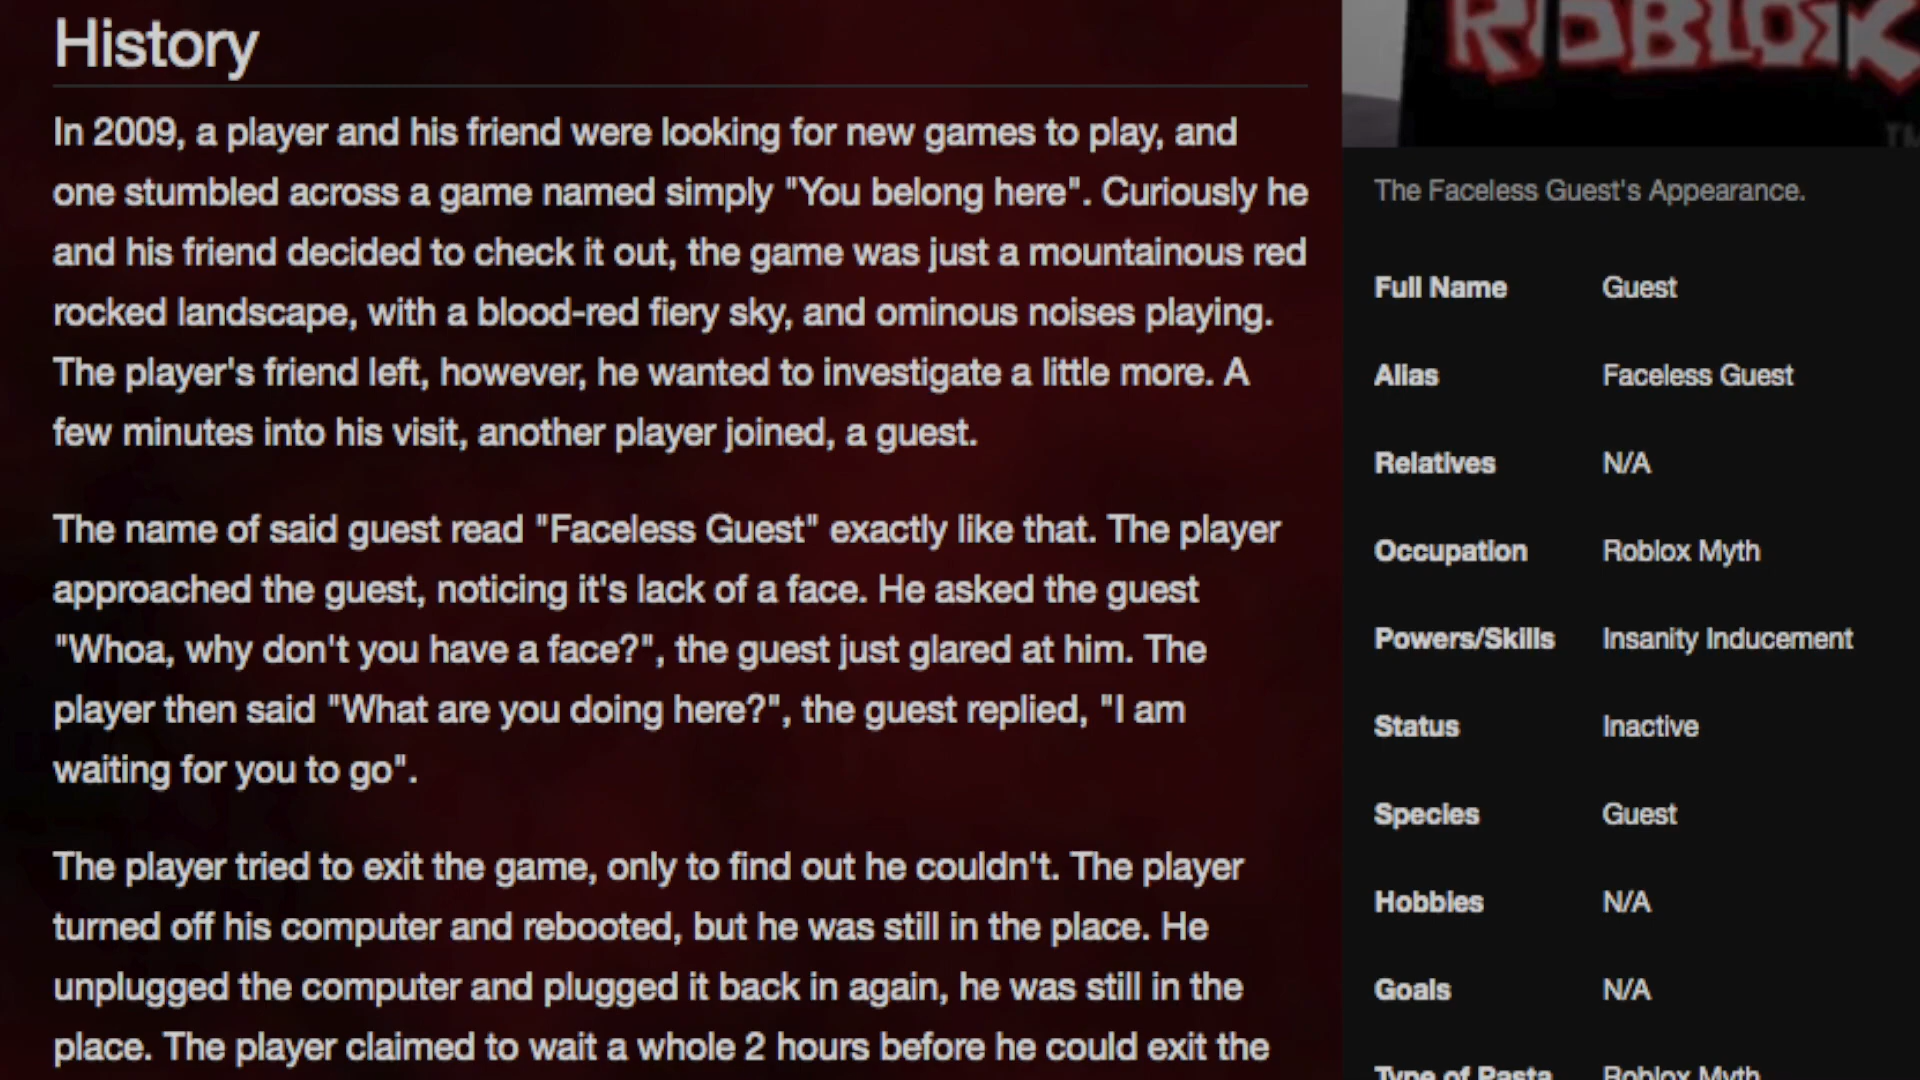 History
In 2009, a player and his friend were looking for new games to play, and
one stumbled across a game named simply "You belong here". Curiously he
and his friend decided to check it out, the game was just a mountainous red
rocked landscape, with a blood-red fiery sky, and ominous noises playing.
The player's friend left, however, he wanted to investigate a little more. A
few minutes into his visit, another player joined, a guest.
The name of said guest read "Faceless Guest" exactly like that. The player
approached the guest, noticing it's lack of a face. He asked the guest
"Whoa, why don't you have a face?", the guest just glared at him. The
player then said "What are you doing here?", the guest replied, "I am
waiting for you to go".
The player tried to exit the game, only to find out he couldn't. The player
turned off his computer and rebooted, but he was still in the place. He
unplugged the computer and plugged it back in again, he was still in the
place. The player claimed to wait a whole 2 hours before he could exit the
ROBLOX
TM
The Faceless Guest's Appearance.
Full Name Guest
Alias Faceless Guest
Relatives N/A
Occupation Roblox Myth
Powers/Skills Insanity Inducement
Status Inactive
Species Guest
Hobbies N/A
Goals N/A
Type of Pasta Roblox Myth